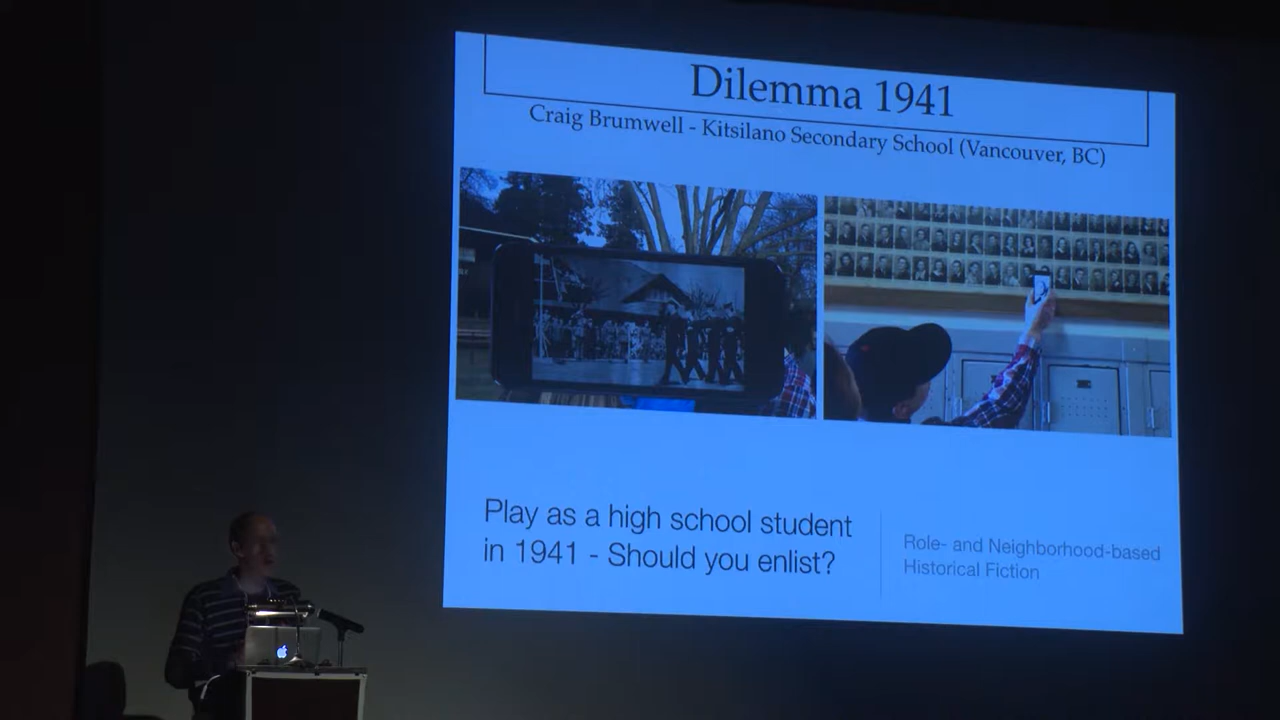 Dilemma 1941
Craig Brumwell - Kitsilano Secondary School (Vancouver, BC)
Play as a high school student
in 1941 - Should you enlist?
Role- and Neighborhood-based
Historical Fiction